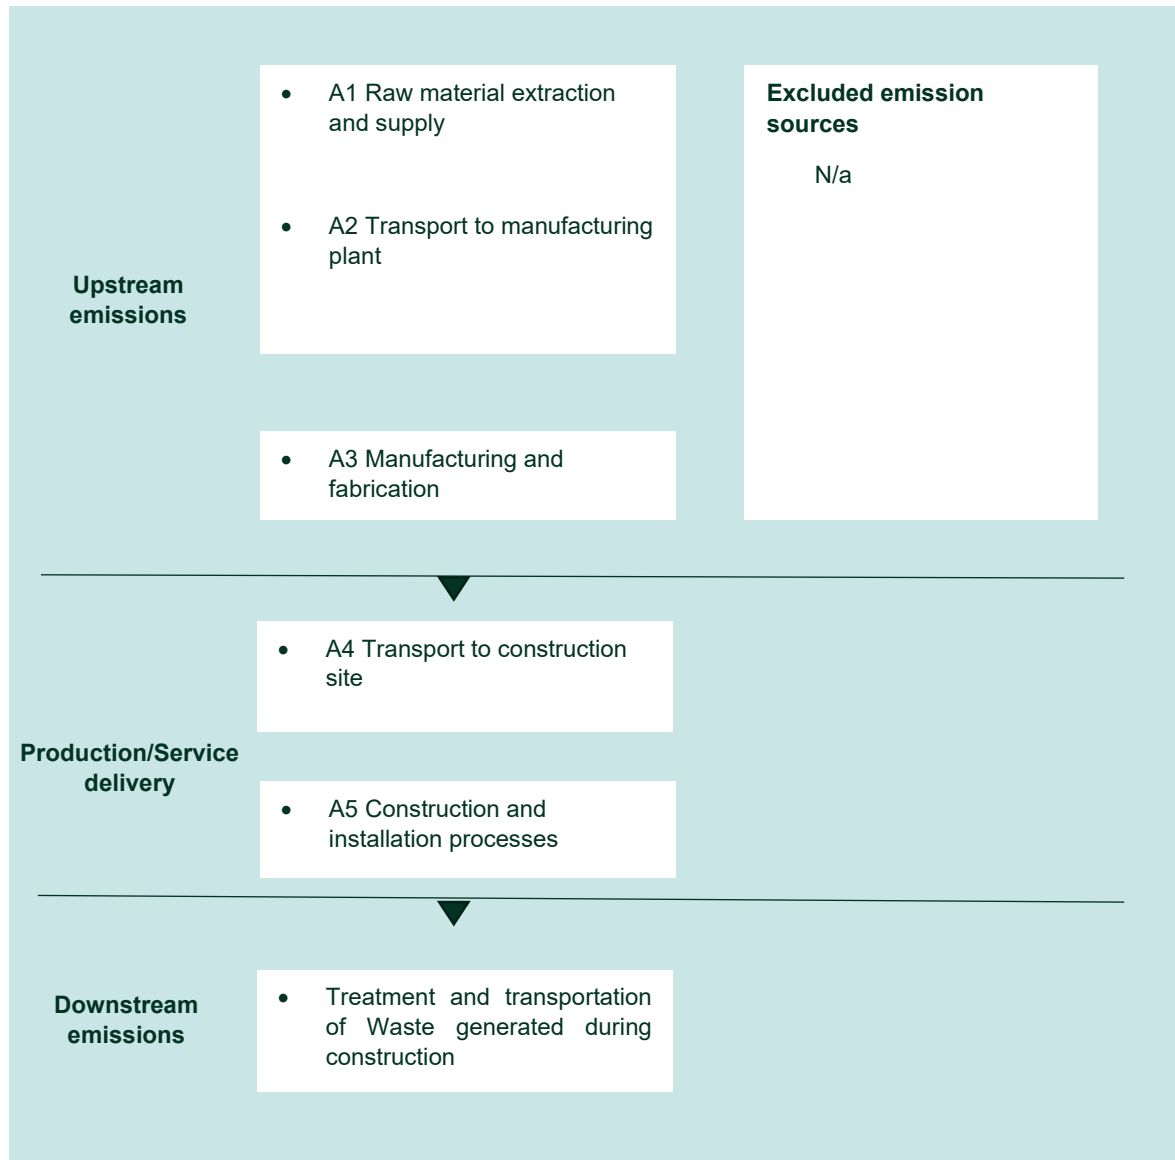 • A1 Raw material extraction
and supply
• A2 Transport to manufacturing
plant
Excluded emission
sources
N/a
Upstream
emissions
• A3 Manufacturing and
fabrication
• A4 Transport to construction
site
Production/Service
delivery
• A5 Construction and
installation processes
Downstream
emissions
• Treatment and transportation
of Waste generated during
construction